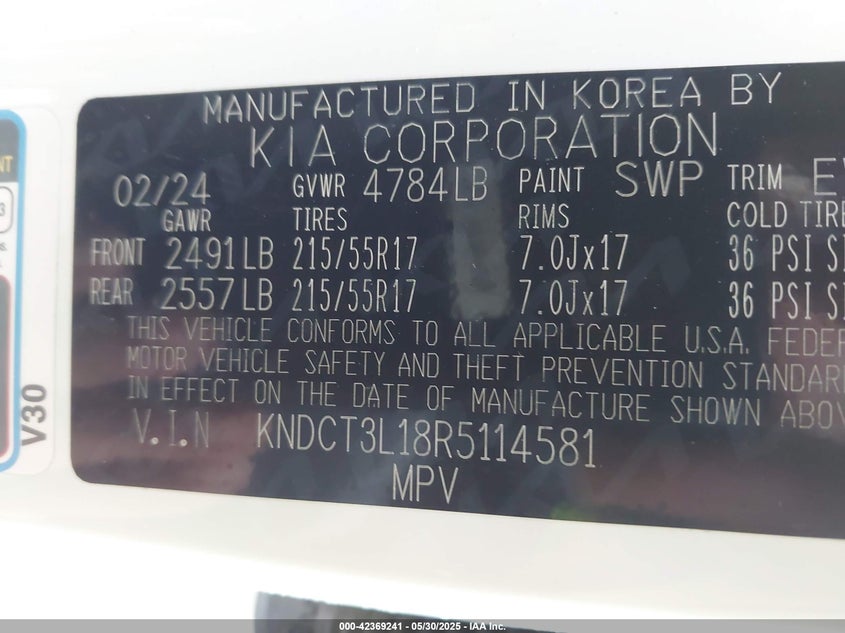 MANUFACTURED IN KOREA BY
KIA CORPORATION
02/24 GVWR 4784LB PAINT SWP TRIM
GAWR TIRES RIMS COLD
FRONT 2491LB 215/55R17 7.0Jx17 36 PSI
REAR 2557LB 215/55R17 7.0Jx17 36 PSI
THIS VEHICLE CONFORMS TO ALL APPLICABLE U.S.A.
MOTOR VEHICLE SAFETY AND THEFT PREVENTION
IN EFFECT ON THE DATE OF MANUFACTURE SHOWN
V.I.N KNDCT3L18R5114581
MPV
V30
000-42369241 - 05/30/2025 - IAA Inc.